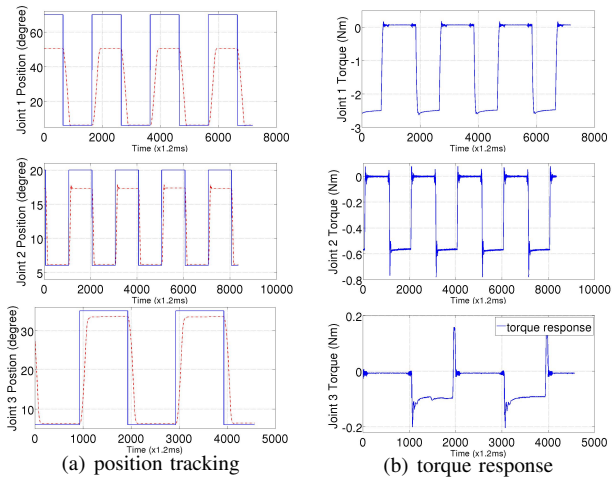 Joint 1 Position (degree)
60
40
20
0 2000 4000 6000 8000
Time (x1.2ms)
Joint 1 Torque (Nm)
0
-1
-2
-3
0 2000 4000 6000 8000
Time (x1.2ms)
Joint 2 Position (degree)
20
15
10
5
0 2000 4000 6000 8000 10000
Time (x1.2ms)
Joint 2 Torque (Nm)
0
-0.2
-0.4
-0.6
-0.8
0 2000 4000 6000 8000 10000
Time (x1.2ms)
Joint 3 Position (degree)
30
20
10
0 1000 2000 3000 4000 5000
Time (x1.2ms)
Joint 3 Torque (Nm)
0.2
0
-0.2
torque response
0 1000 2000 3000 4000 5000
Time (x1.2ms)
(a) position tracking
(b) torque response